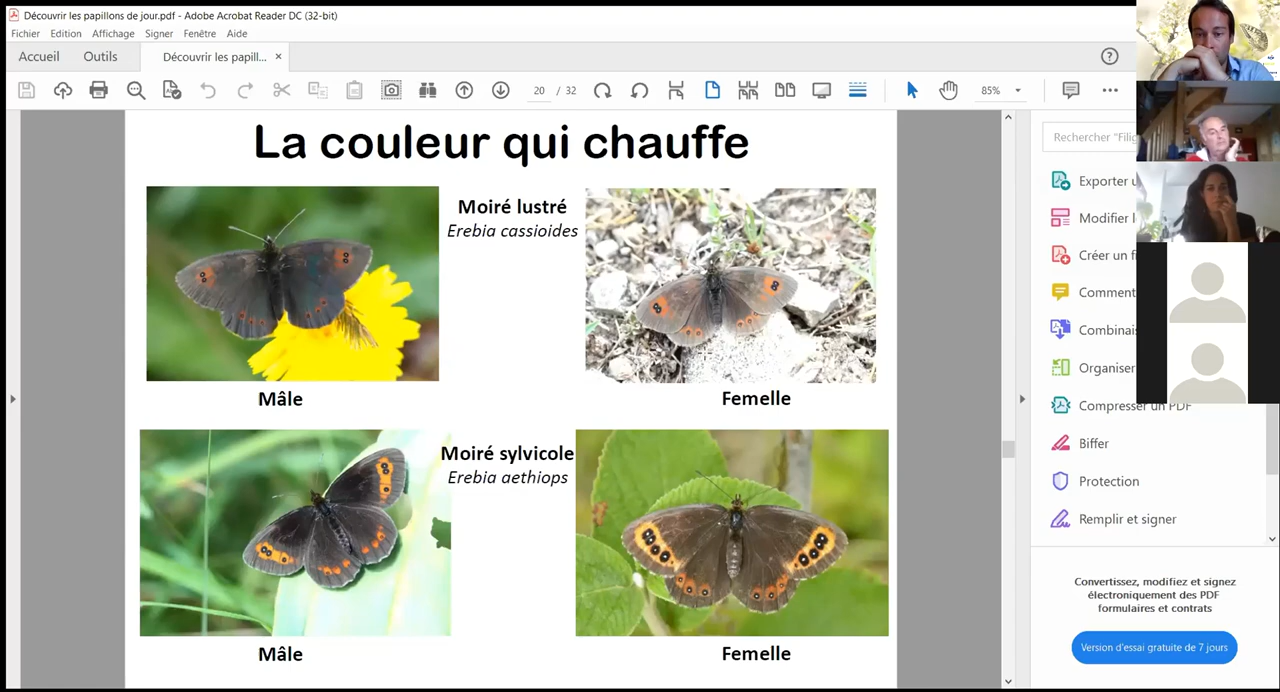 Découvrir les papillons de jour.pdf - Adobe Acrobat Reader DC (32-bit)
Fichier Edition Affichage Signer Fenêtre Aide
Accueil Outils Découvrir les papill... ×
20 / 32 85%
La couleur qui chauffe
Moiré lustré
Erebia cassioides
Mâle Femelle
Moiré sylvicole
Erebia aethiops
Mâle Femelle
Rechercher "Filig
Exporter
Modifier
Créer un
Comment
Combinais
Organiser
Compresser un PDF
Biffer
Protection
Remplir et signer
Convertissez, modifiez et signez
électroniquement des PDF
formulaires et contrats
Version d'essai gratuite de 7 jours